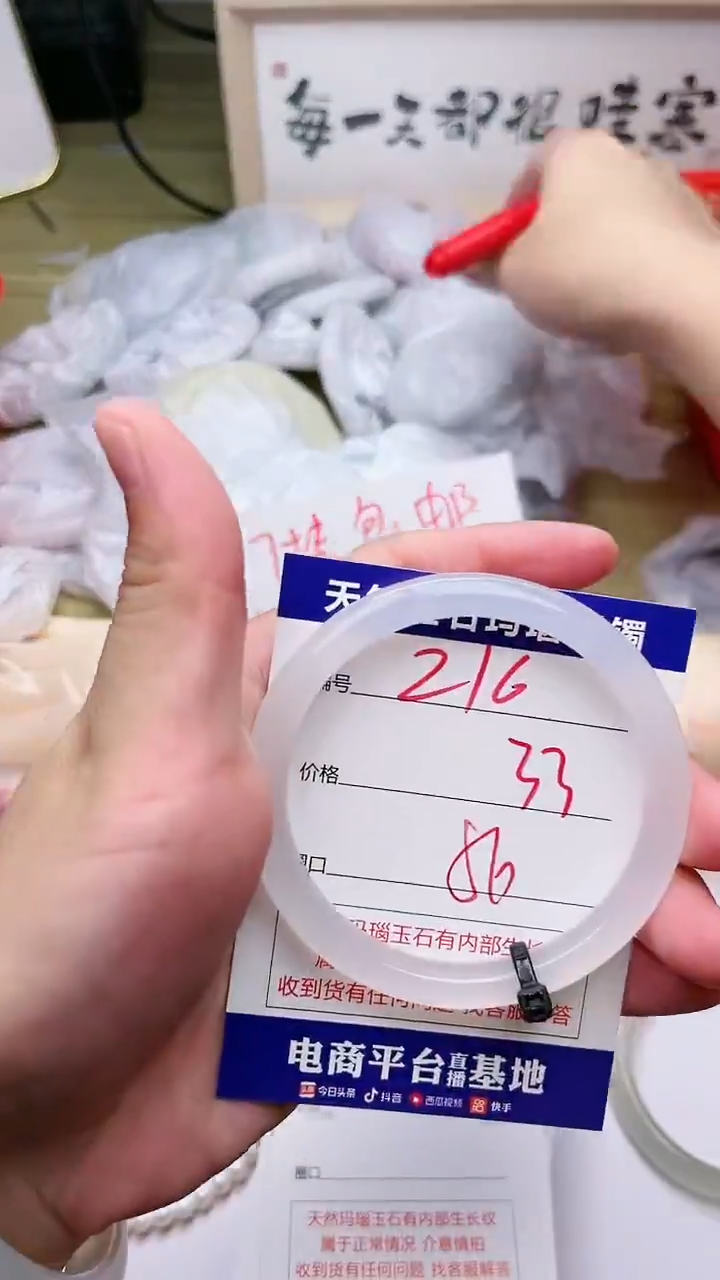 每一天都很哇塞
包邮
天
镯
编号 216
价格 33
圈口 56
玛瑙玉石有内部生长
收到货有任何问题 找客服解答
电商平台直播基地
今日头条 抖音 西瓜视频 快手
圈口
天然玛瑙玉石有内部生长纹
属于正常情况 介意慎拍
收到货有任何问题 找客服解答